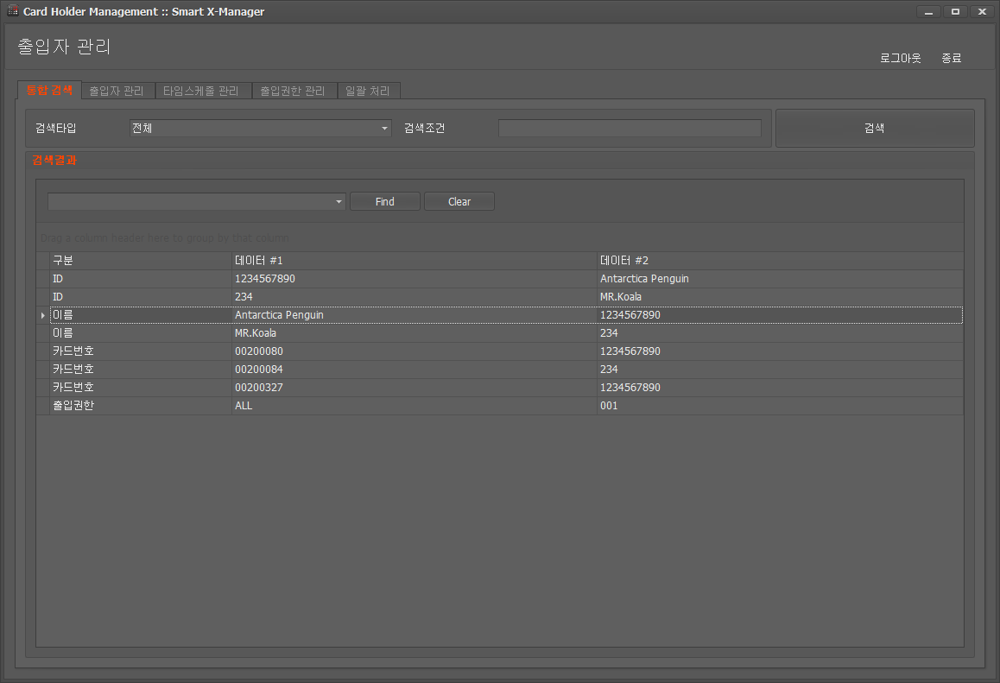 Card Holder Management :: Smart X-Manager
출입자 관리
로그아웃 종료
통합 검색 출입자 관리 타임스케줄 관리 출입권한 관리 일괄 처리
검색타입 전체 검색조건 검색
검색결과
Find Clear
Drag a column header here to group by that column
구분 데이터 #1 데이터 #2
ID 1234567890 Antarctica Penguin
ID 234 MR.Koala
이름 Antarctica Penguin 1234567890
이름 MR.Koala 234
카드번호 00200080 1234567890
카드번호 00200084 234
카드번호 00200327 1234567890
출입권한 ALL 001